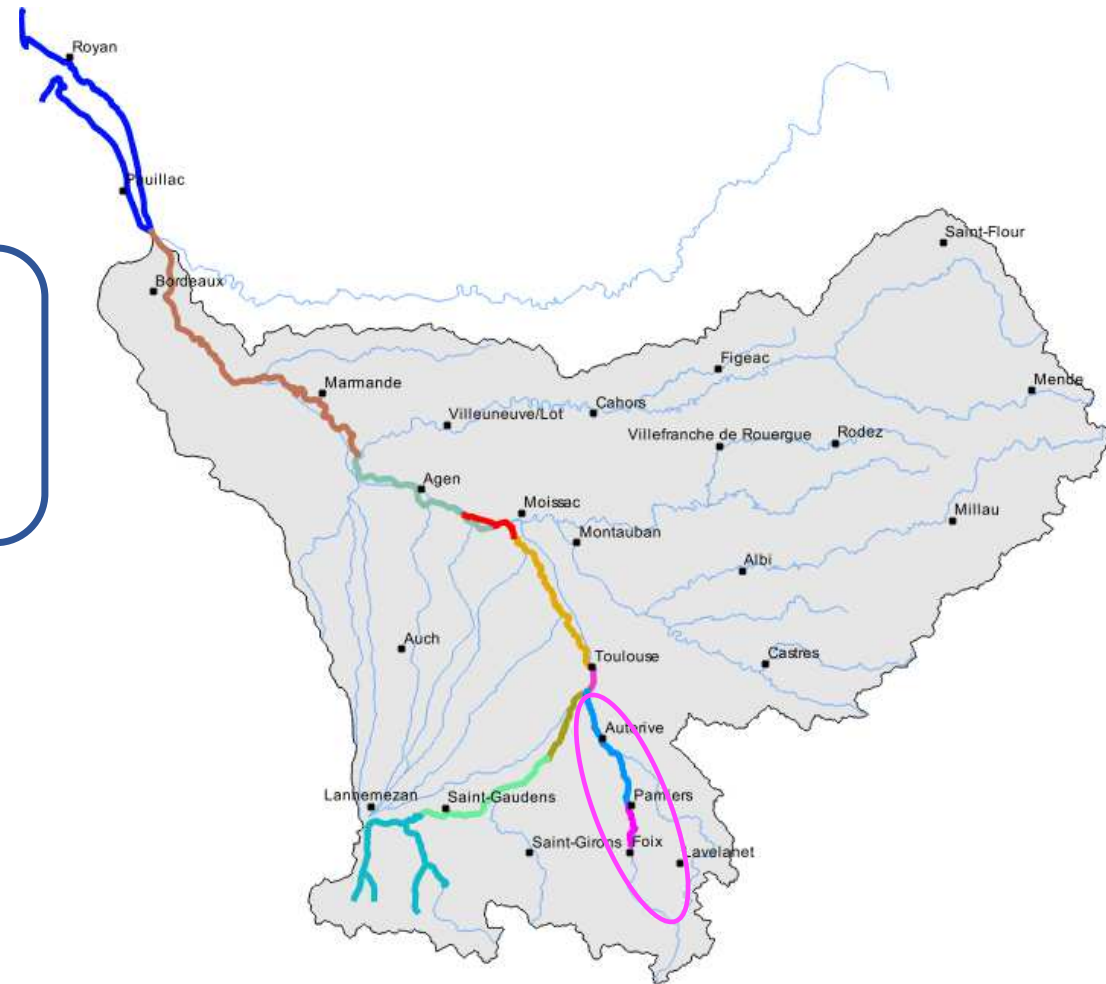 Royan
Pauillac
Saint-Flour
Bordeaux
Figeac
Marmande
Mende
Cahors
Villeuneuve/Lot
Villefranche de Rouergue
Rodez
Agen
Moissac
Millau
Montauban
Albi
Auch
Toulouse
Castres
Auterive
Lannemezan
Saint-Gaudens
Pamiers
Saint-Girons
Foix
Lavelanet